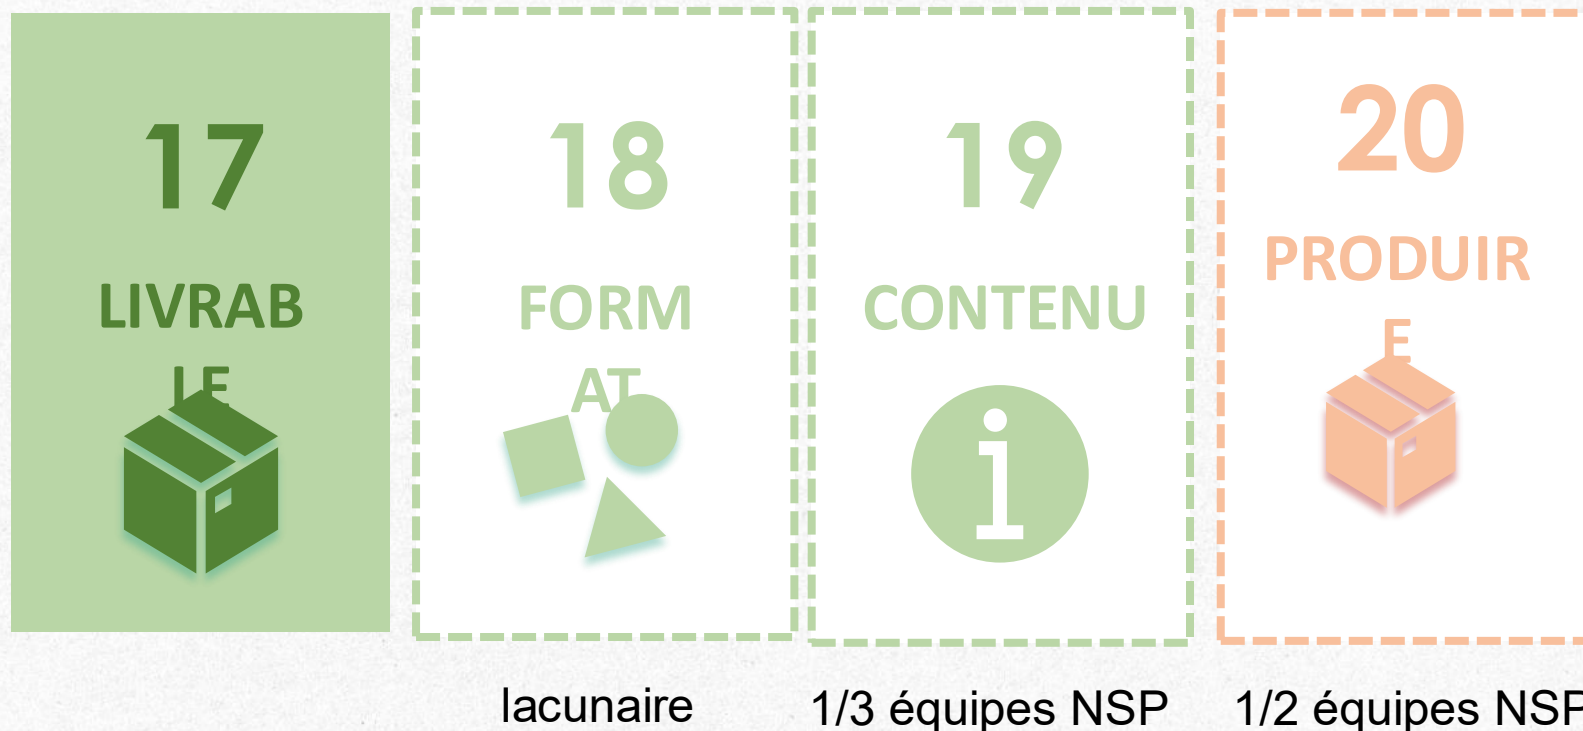 17
LIVRAB
LE
18
FORM
AT
19
CONTENU
i
20
PRODUIR
E
lacunaire
1/3 équipes NSP
1/2 équipes NSP